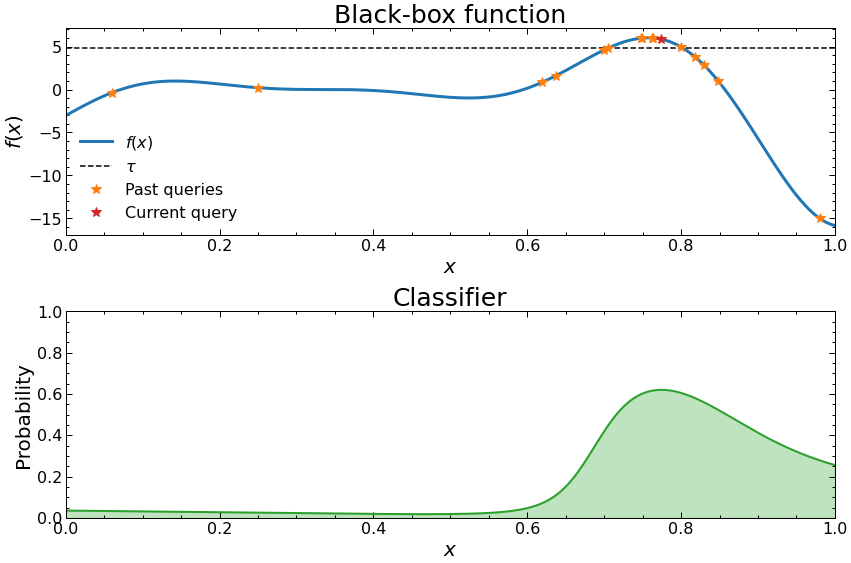 Black-box function
5
0
−5
−10
−15
f(x)
f(x)
τ
Past queries
Current query
0.0 0.2 0.4 0.6 0.8 1.0
x
Classifier
1.0
0.8
0.6
0.4
0.2
0.0
Probability
0.0 0.2 0.4 0.6 0.8 1.0
x